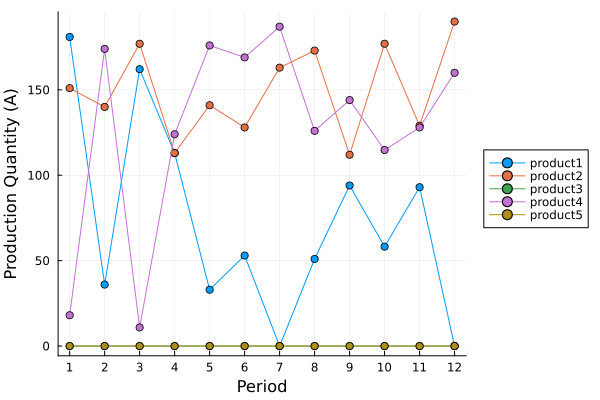 Production Quantity (A)
150
100
50
0
1 2 3 4 5 6 7 8 9 10 11 12
Period
product1
product2
product3
product4
product5